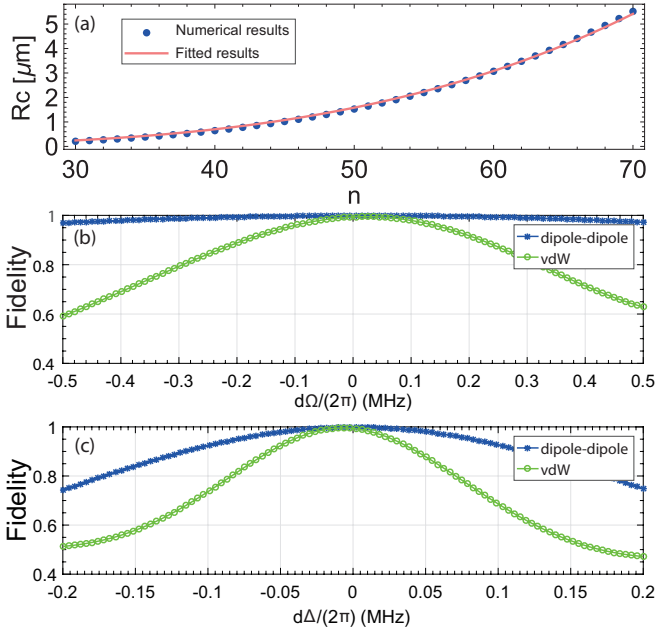 (a)
Numerical results
Fitted results
Rc [μm]
5
4
3
2
1
0
30 40 50 60 70
n
(b)
dipole-dipole
vdW
Fidelity
1
0.8
0.6
0.4
-0.5 -0.4 -0.3 -0.2 -0.1 0 0.1 0.2 0.3 0.4 0.5
dΩ/(2π) (MHz)
(c)
dipole-dipole
vdW
Fidelity
1
0.8
0.6
0.4
-0.2 -0.15 -0.1 -0.05 0 0.05 0.1 0.15 0.2
dΔ/(2π) (MHz)